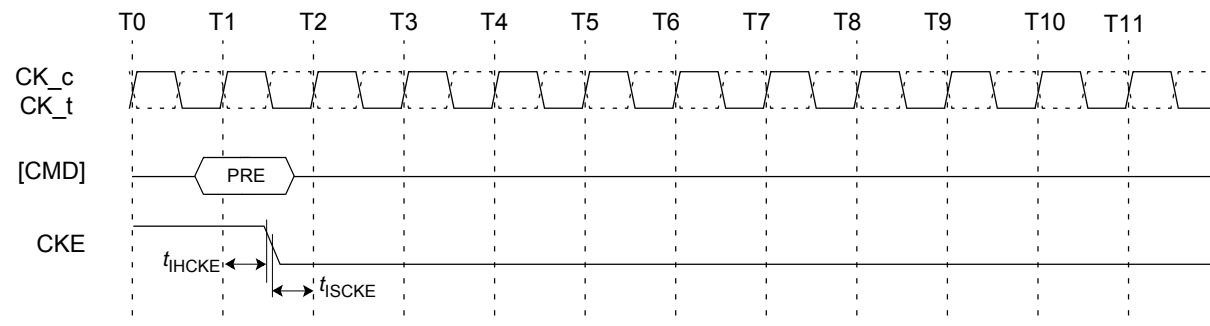 T0 T1 T2 T3 T4 T5 T6 T7 T8 T9 T10 T11
CK_c
CK_t
[CMD] PRE
CKE
tIHCKE
tISCKE